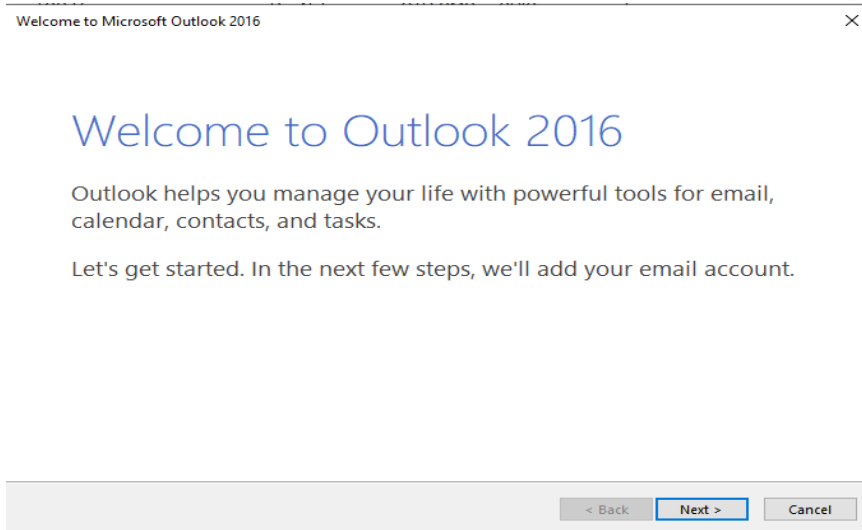 Welcome to Microsoft Outlook 2016
Welcome to Outlook 2016
Outlook helps you manage your life with powerful tools for email,
calendar, contacts, and tasks.
Let's get started. In the next few steps, we'll add your email account.
< Back Next > Cancel